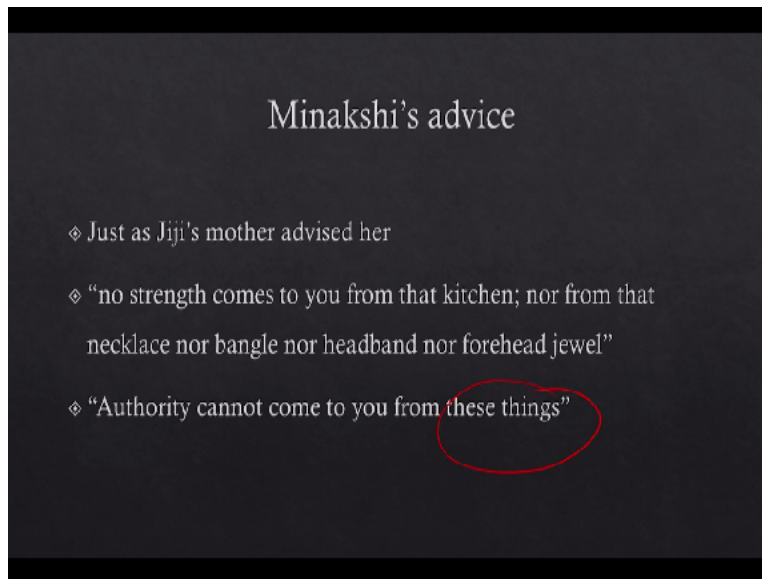 Minakshi's advice
Just as Jiji's mother advised her
“no strength comes to you from that kitchen; nor from that
necklace nor bangle nor headband nor forehead jewel”
“Authority cannot come to you from these things”